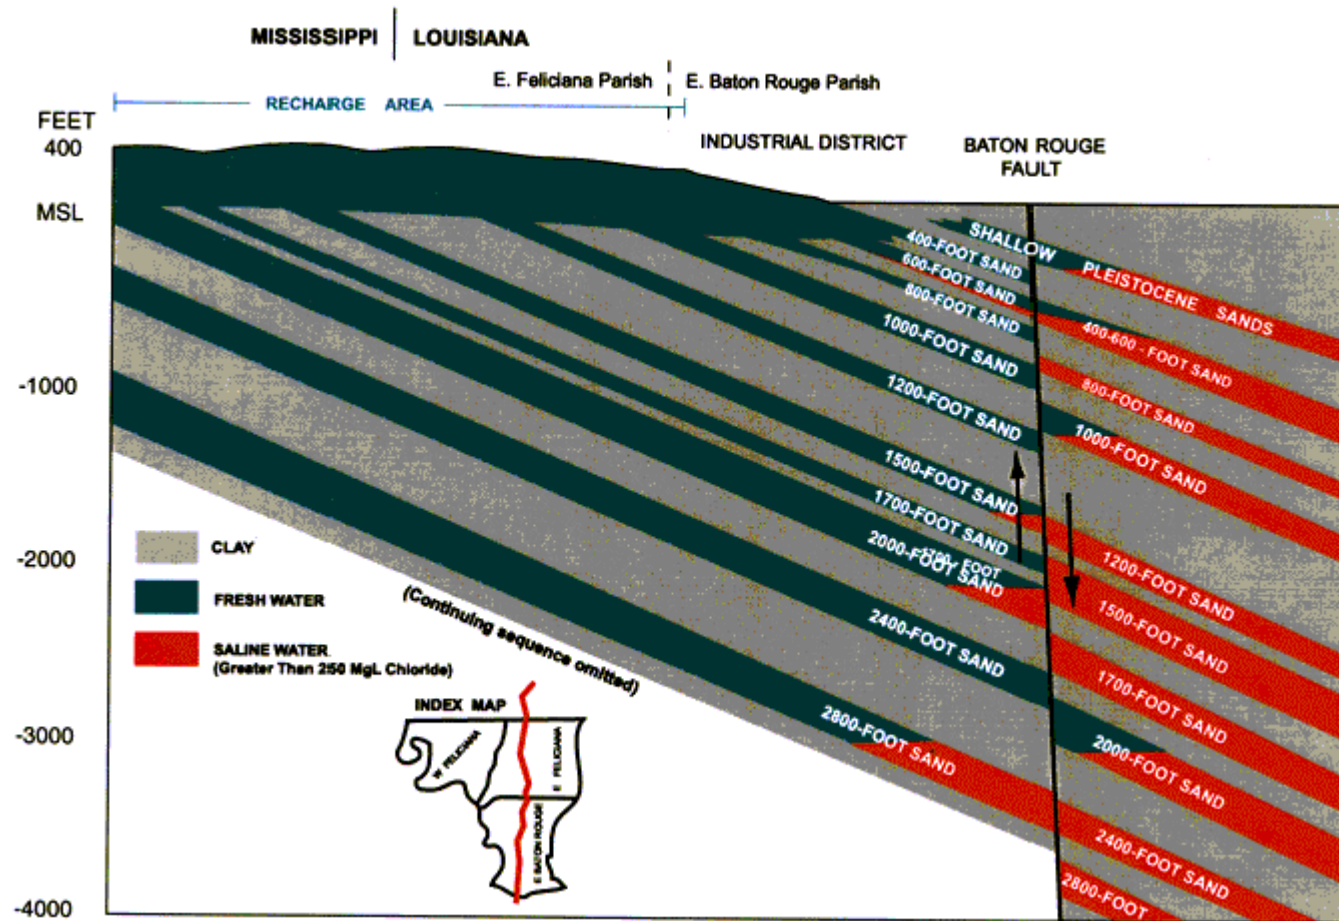 MISSISSIPPI LOUISIANA
E. Feliciana Parish E. Baton Rouge Parish
RECHARGE AREA
FEET
400
MSL
-1000
-2000
-3000
-4000
INDUSTRIAL DISTRICT
BATON ROUGE
FAULT
SHALLOW
PLEISTOCENE SANDS
400-FOOT SAND
600-FOOT SAND
800-FOOT SAND
1000-FOOT SAND
1200-FOOT SAND
1500-FOOT SAND
1700-FOOT SAND
1700- FOOT
2000-FOOT SAND
2400-FOOT SAND
2800-FOOT SAND
400-600 - FOOT SAND
800-FOOT SAND
1000-FOOT SAND
1200-FOOT SAND
1500-FOOT SAND
1700-FOOT SAND
2000-FOOT SAND
2400-FOOT SAND
2800-FOOT
CLAY
FRESH WATER
SALINE WATER
(Greater Than 250 MgL Chloride)
(Continuing sequence omitted)
INDEX MAP
W FELICIANA
E FELICIANA
E BATON ROUGE